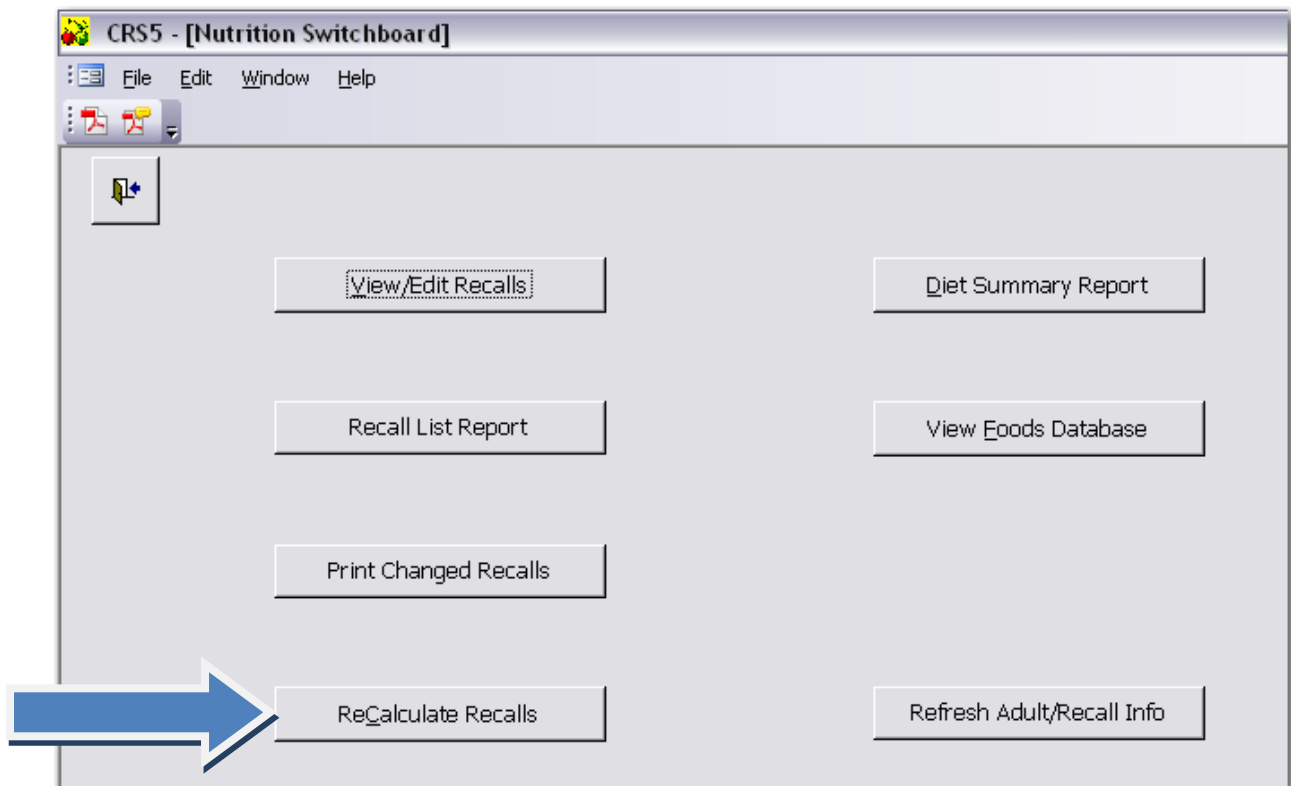 CRS5 - [Nutrition Switchboard]
File Edit Window Help
View/Edit Recalls
Diet Summary Report
Recall List Report
View Foods Database
Print Changed Recalls
ReCalculate Recalls
Refresh Adult/Recall Info